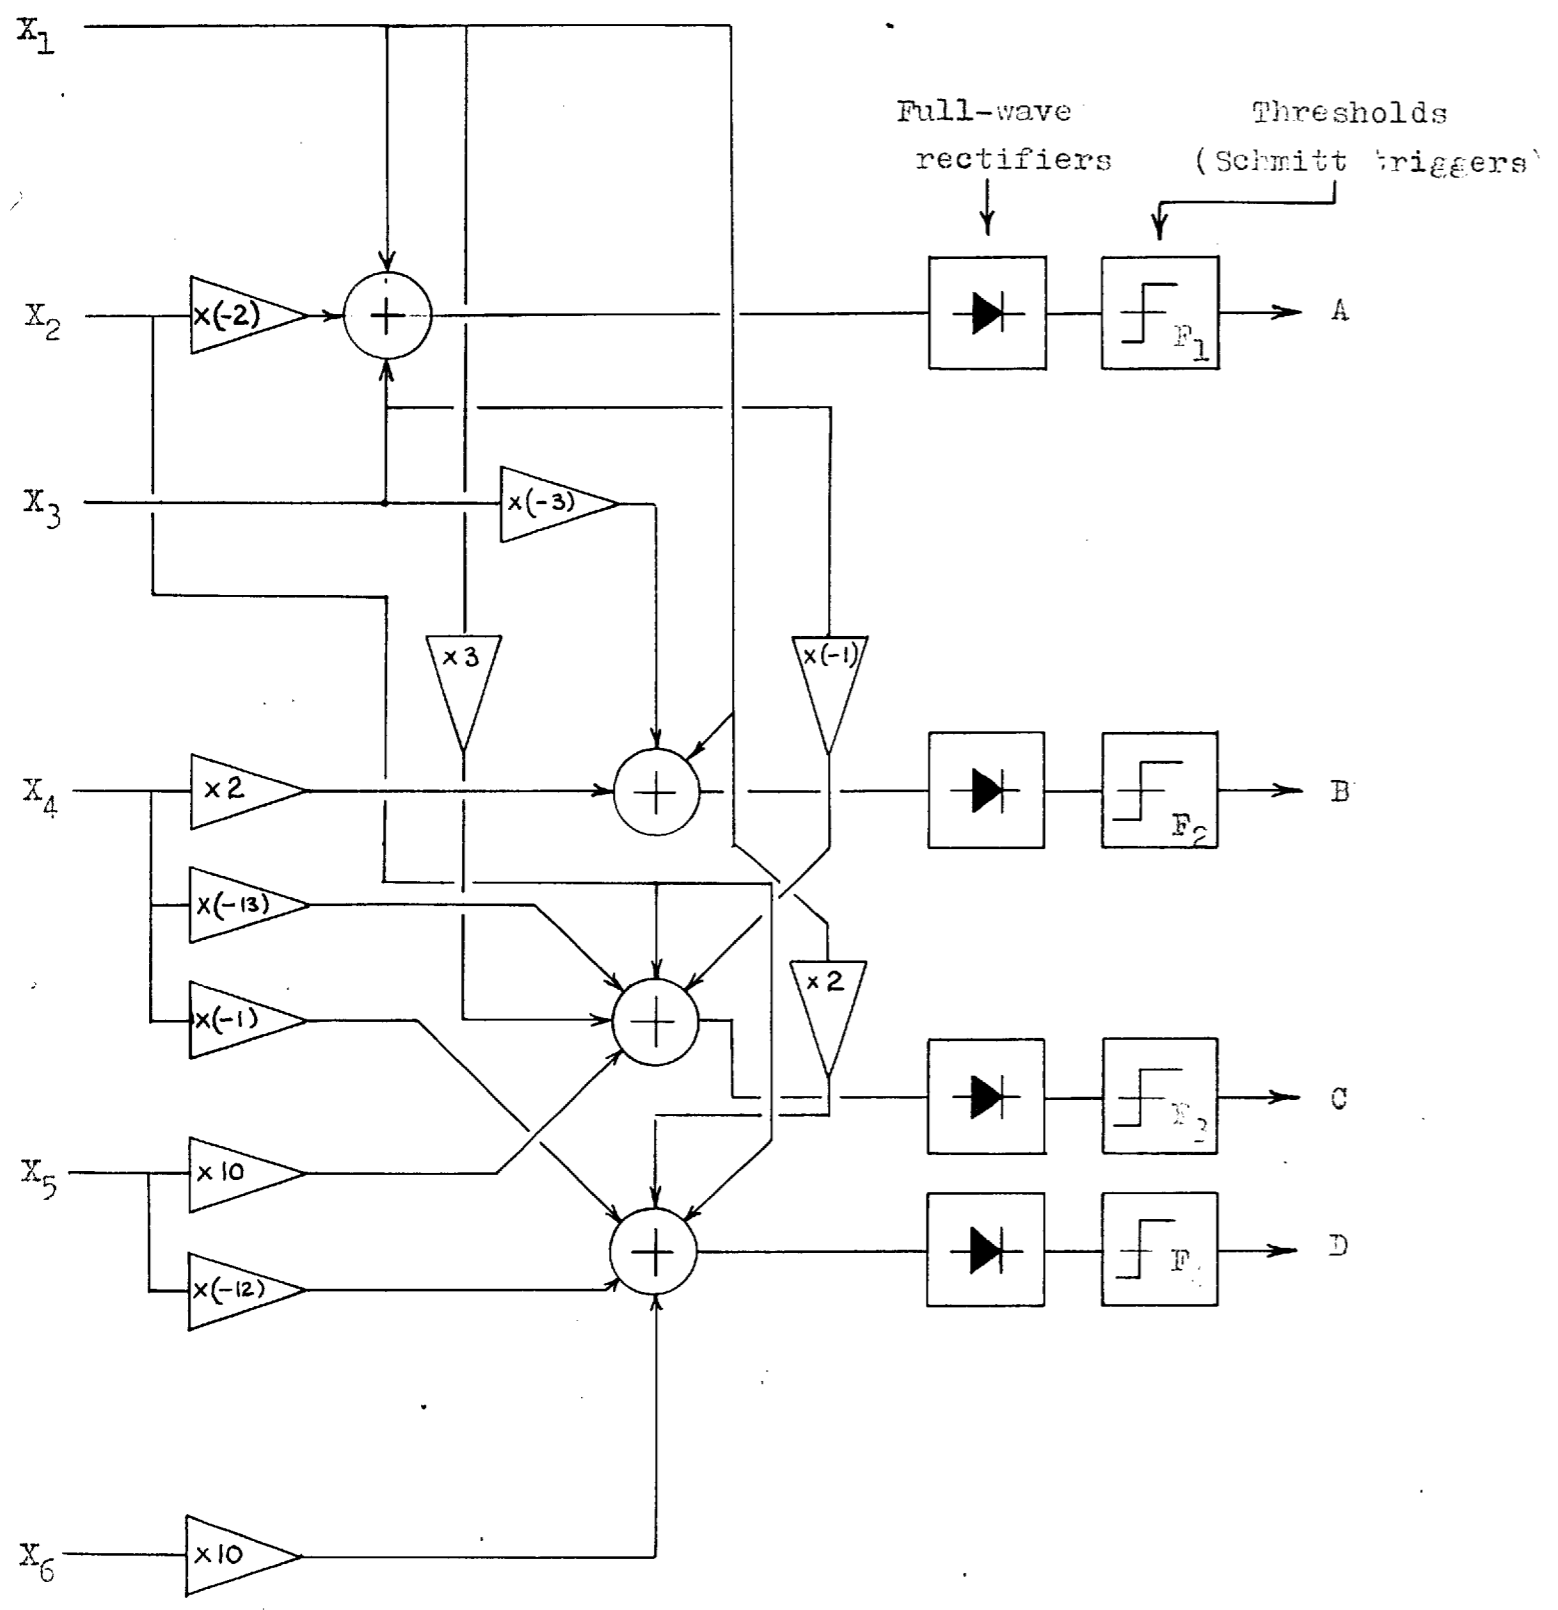 X1
Full-wave
rectifiers
Thresholds
(Schmitt triggers)
X2
x(-2)
+
F1
A
X3
x(-3)
x3
x(-1)
X4
x2
+
F2
B
x(-13)
x(-1)
+
x2
F3
C
X5
x10
x(-12)
+
F
D
X6
x10